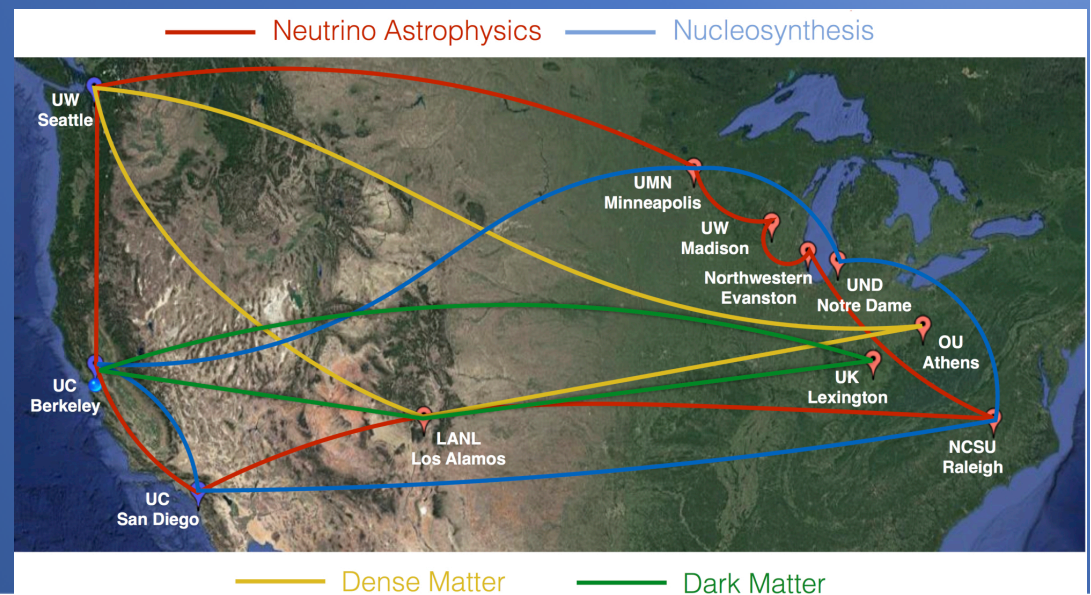 Neutrino Astrophysics
Nucleosynthesis
UW
Seattle
UMN
Minneapolis
UW
Madison
Northwestern
Evanston
UND
Notre Dame
OU
Athens
UK
Lexington
UC
Berkeley
LANL
Los Alamos
NCSU
Raleigh
UC
San Diego
Dense Matter
Dark Matter